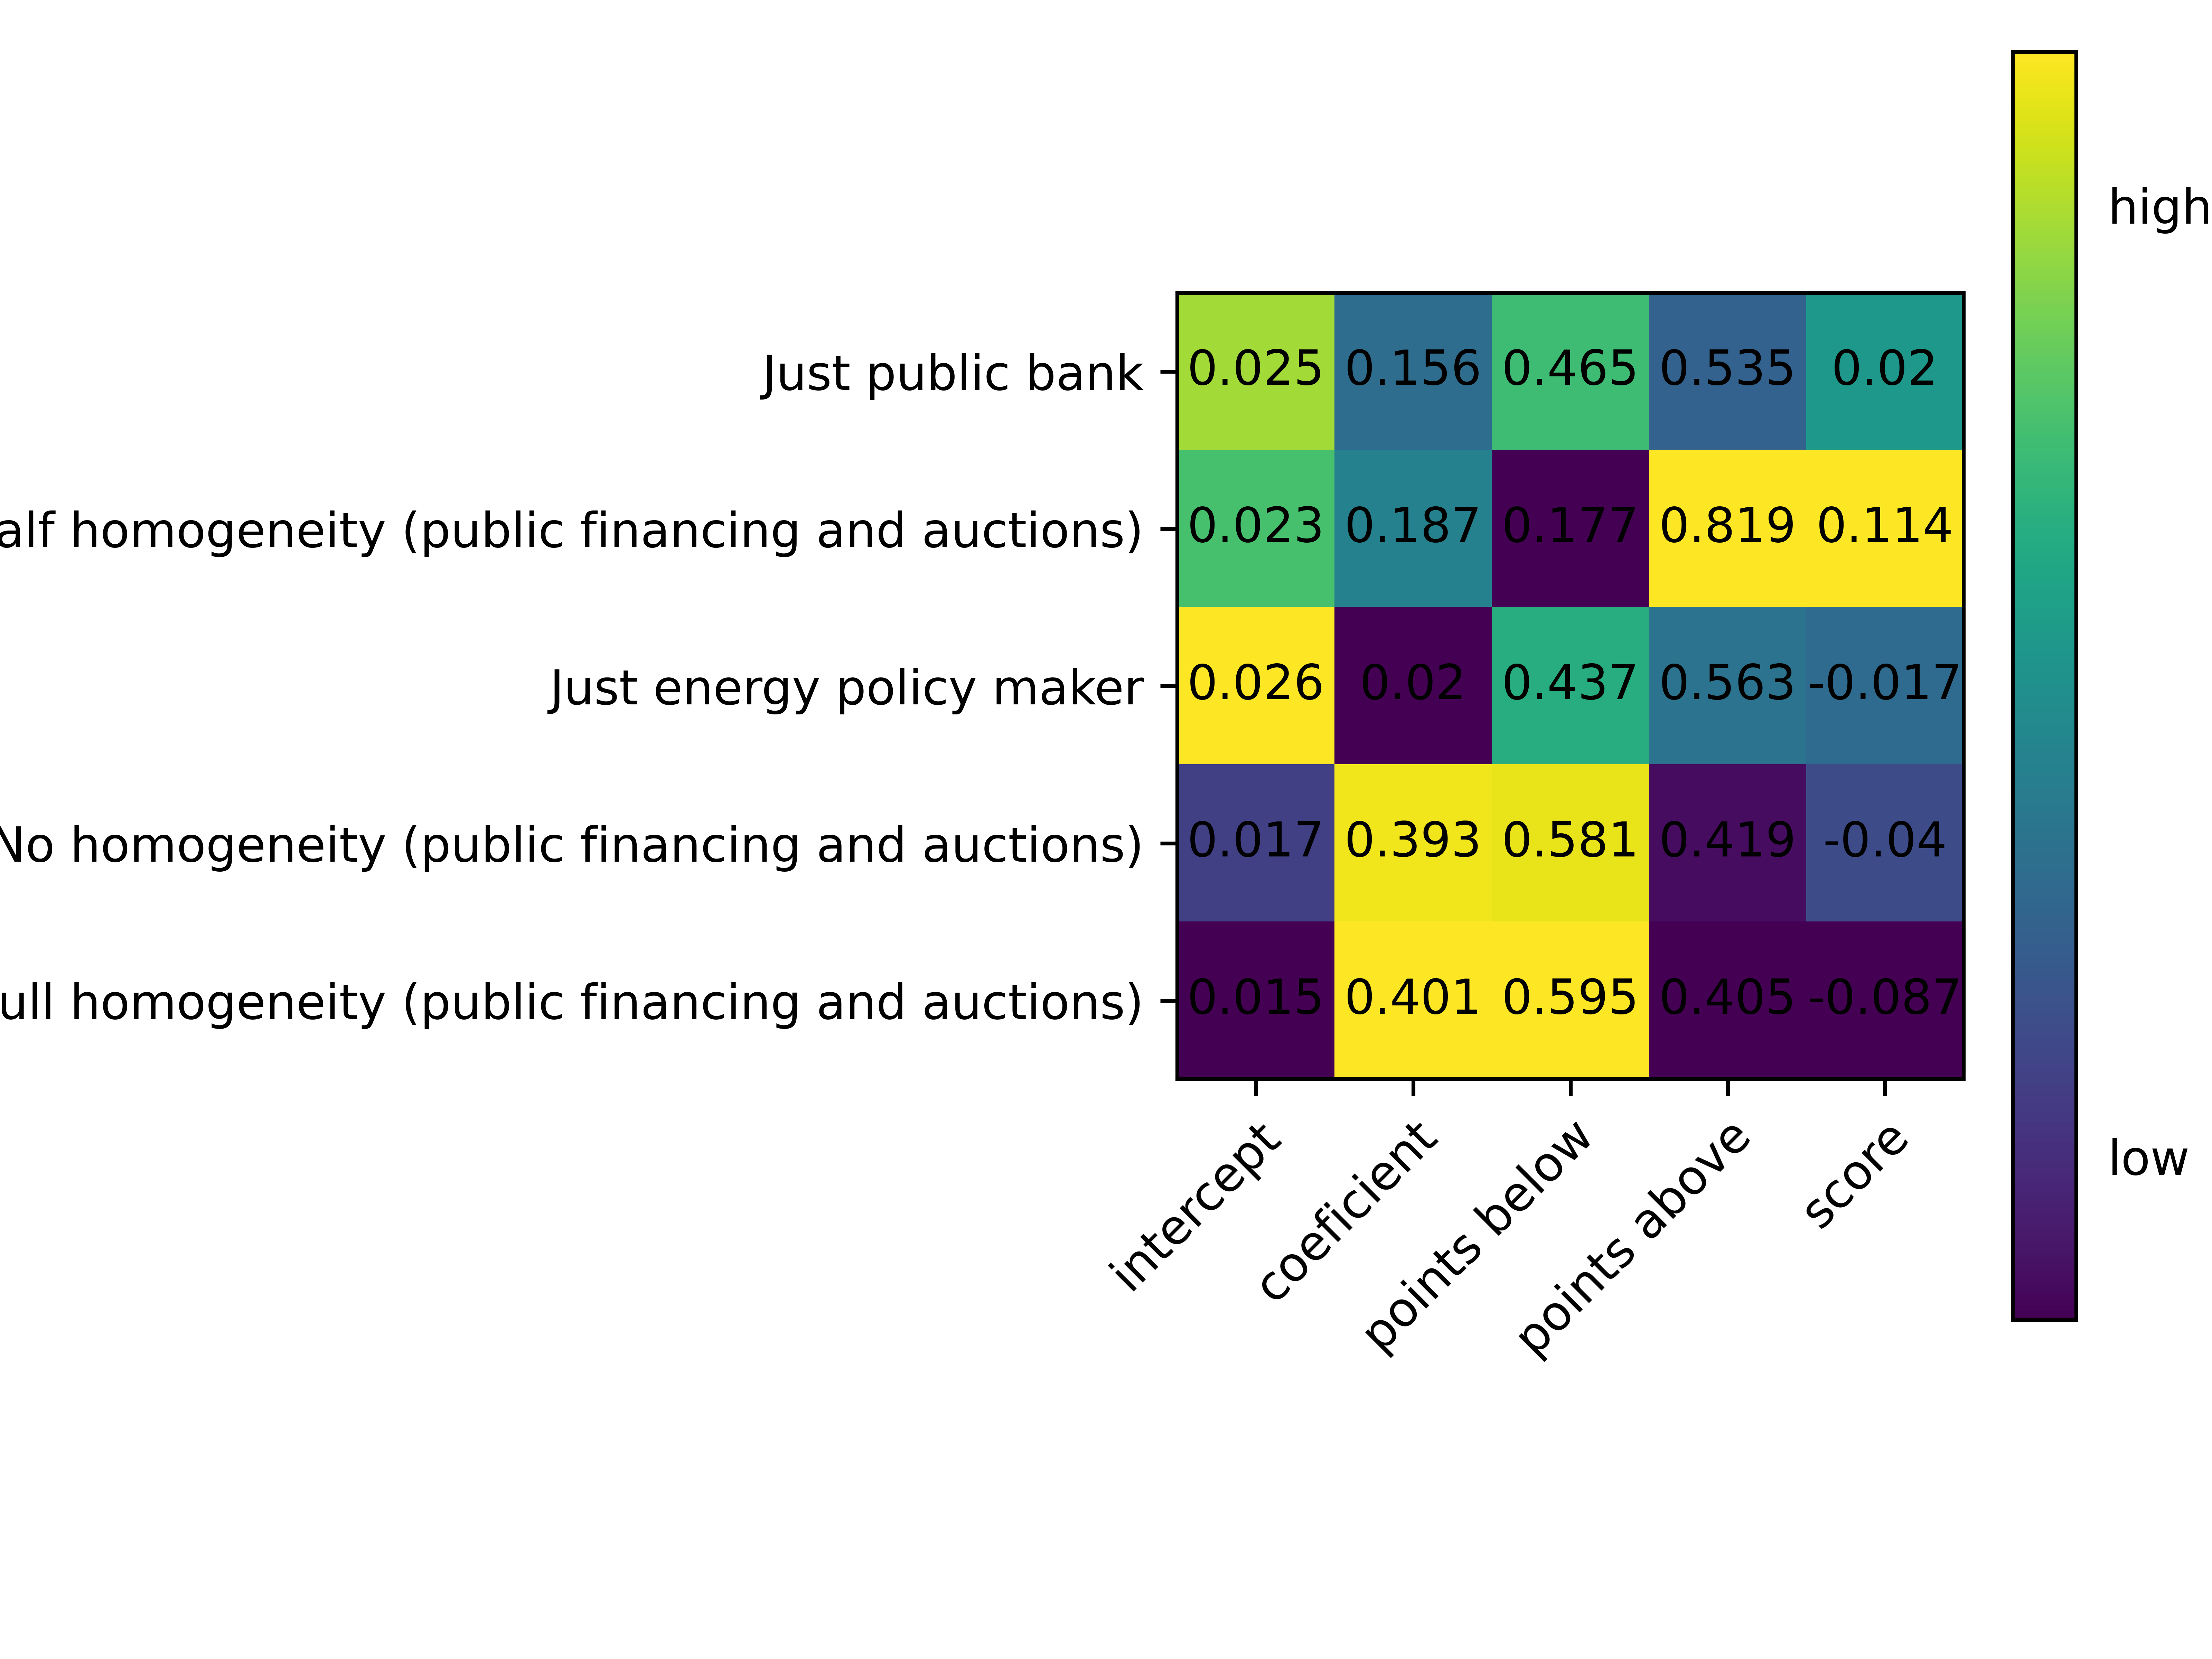 high
Just public bank 0.025 0.156 0.465 0.535 0.02
alf homogeneity (public financing and auctions) 0.023 0.187 0.177 0.819 0.114
Just energy policy maker 0.026 0.02 0.437 0.563 -0.017
No homogeneity (public financing and auctions) 0.017 0.393 0.581 0.419 -0.04
ull homogeneity (public financing and auctions) 0.015 0.401 0.595 0.405 -0.087
low
intercept coeficient points below points above score